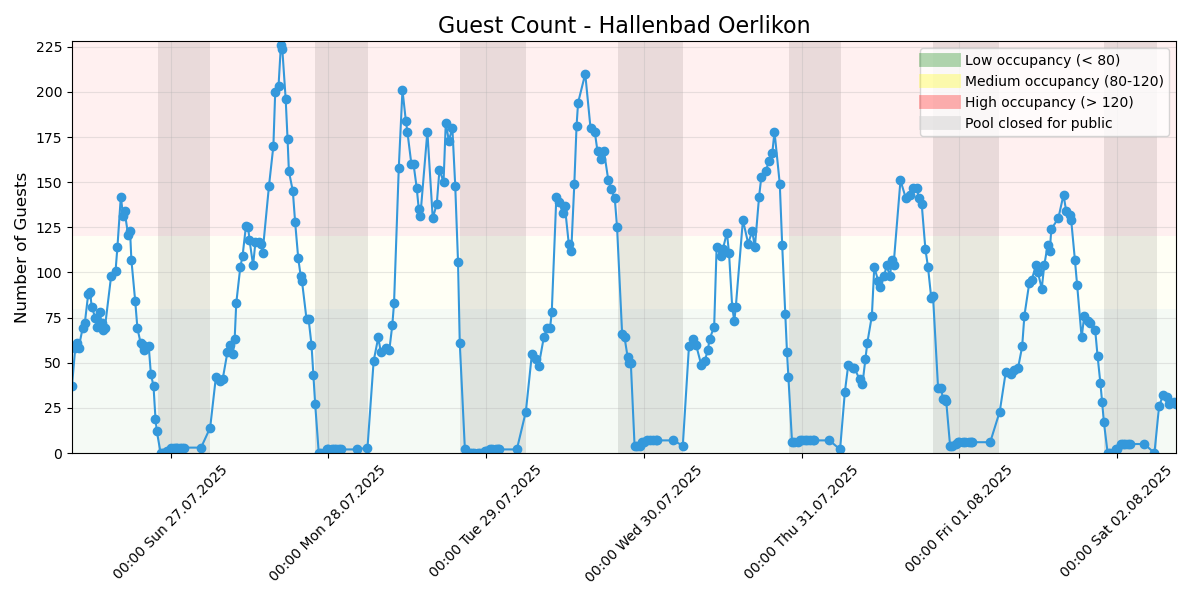 Guest Count - Hallenbad Oerlikon
Number of Guests
225
200
175
150
125
100
75
50
25
0
Low occupancy (< 80)
Medium occupancy (80-120)
High occupancy (> 120)
Pool closed for public
00:00 Sun 27.07.2025
00:00 Mon 28.07.2025
00:00 Tue 29.07.2025
00:00 Wed 30.07.2025
00:00 Thu 31.07.2025
00:00 Fri 01.08.2025
00:00 Sat 02.08.2025